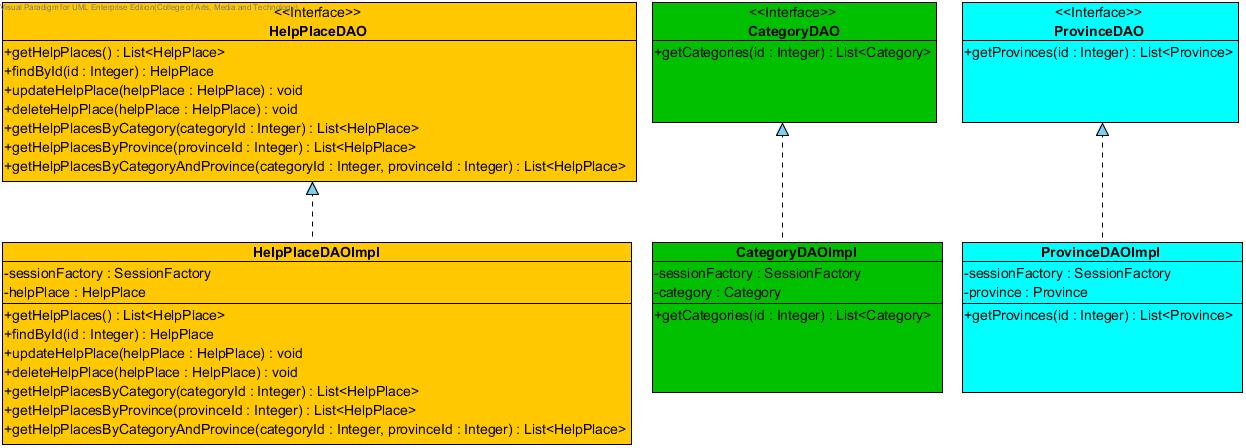 Visual Paradigm for UML Enterprise Edition(College of Arts, Media and Technology)
<<Interface>>
HelpPlaceDAO
+getHelpPlaces() : List<HelpPlace>
+findById(id : Integer) : HelpPlace
+updateHelpPlace(helpPlace : HelpPlace) : void
+deleteHelpPlace(helpPlace : HelpPlace) : void
+getHelpPlacesByCategory(categoryId : Integer) : List<HelpPlace>
+getHelpPlacesByProvince(provinceId : Integer) : List<HelpPlace>
+getHelpPlacesByCategoryAndProvince(categoryId : Integer, provinceId : Integer) : List<HelpPlace>
<<Interface>>
CategoryDAO
+getCategories(id : Integer) : List<Category>
<<Interface>>
ProvinceDAO
+getProvinces(id : Integer) : List<Province>
HelpPlaceDAOImpl
-sessionFactory : SessionFactory
-helpPlace : HelpPlace
+getHelpPlaces() : List<HelpPlace>
+findById(id : Integer) : HelpPlace
+updateHelpPlace(helpPlace : HelpPlace) : void
+deleteHelpPlace(helpPlace : HelpPlace) : void
+getHelpPlacesByCategory(categoryId : Integer) : List<HelpPlace>
+getHelpPlacesByProvince(provinceId : Integer) : List<HelpPlace>
+getHelpPlacesByCategoryAndProvince(categoryId : Integer, provinceId : Integer) : List<HelpPlace>
CategoryDAOImpl
-sessionFactory : SessionFactory
-category : Category
+getCategories(id : Integer) : List<Category>
ProvinceDAOImpl
-sessionFactory : SessionFactory
-province : Province
+getProvinces(id : Integer) : List<Province>